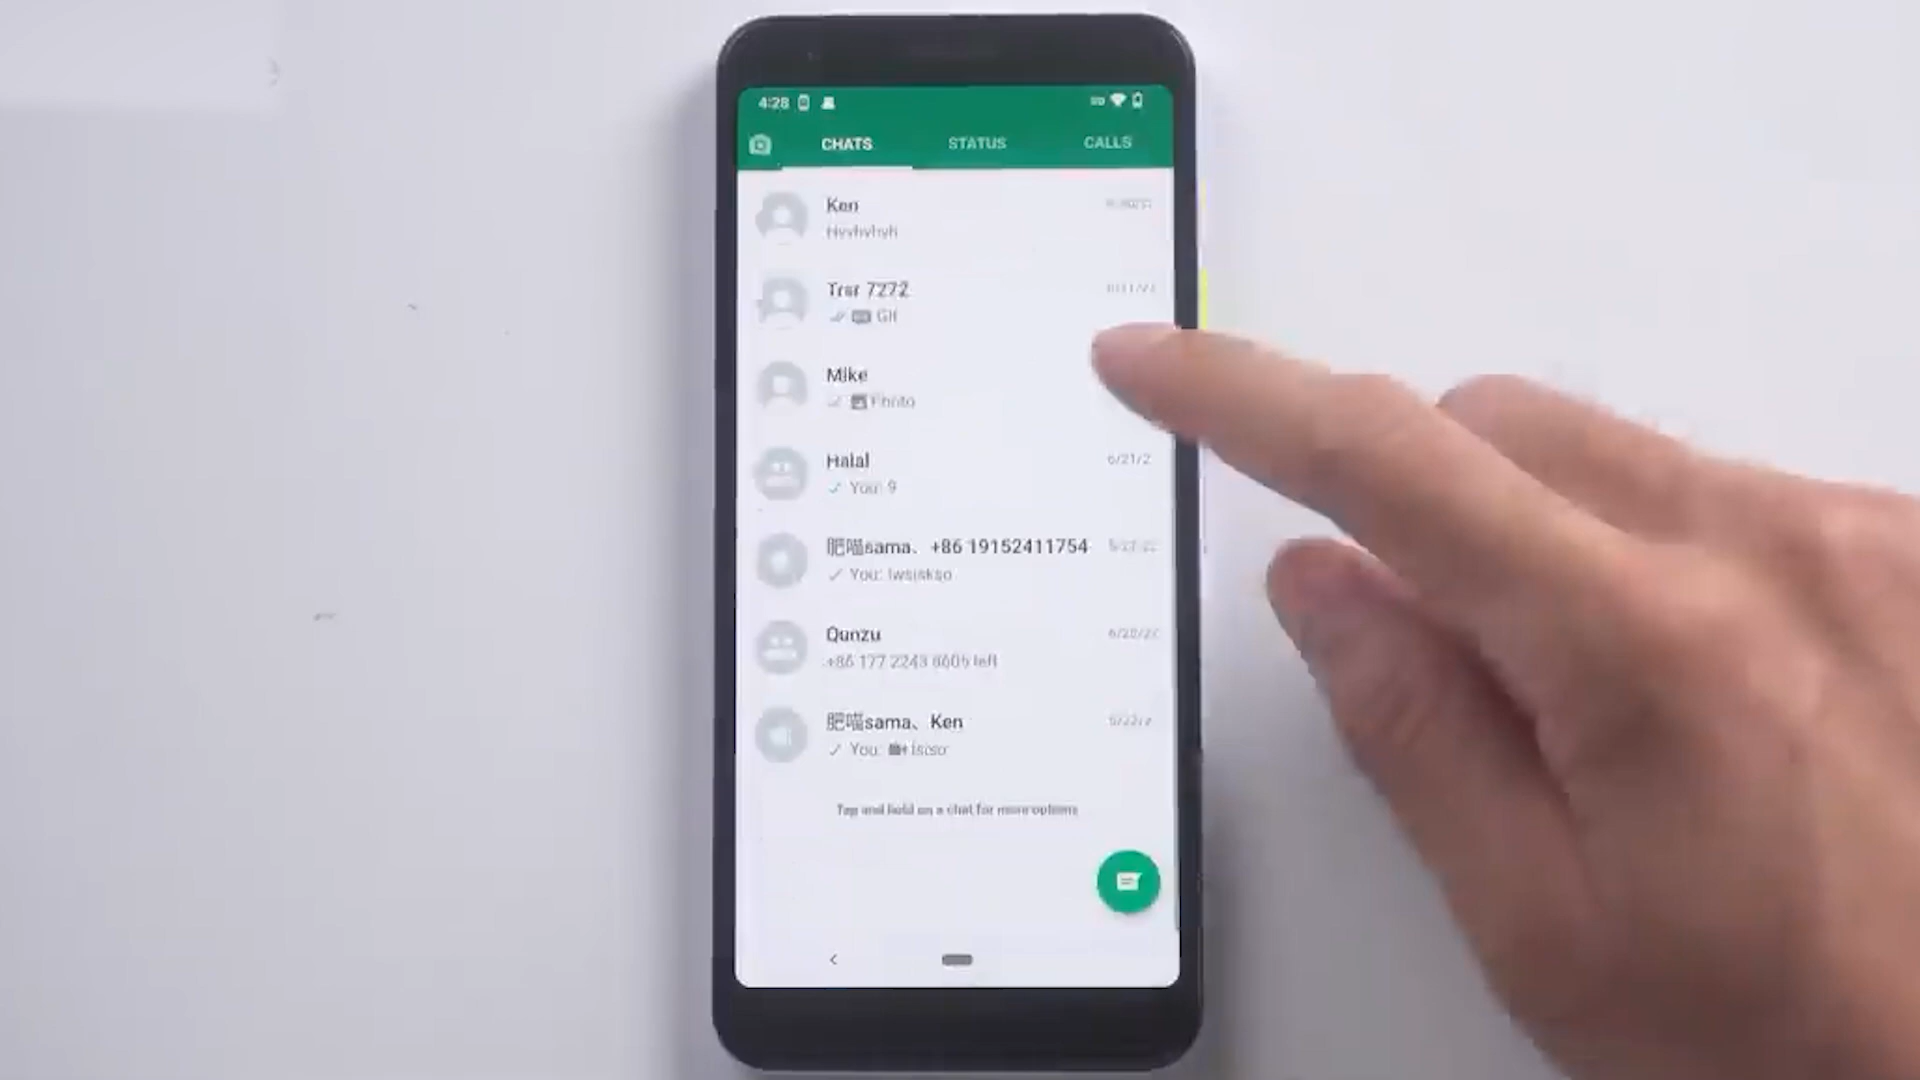 4:28
CHATS STATUS CALLS
Ken
Hvvhvhvh
Trsr 7272
GIF
Mike
Photo
Halal
6/21/2
You: 9
肥喵sama、+86 19152411754
You: Iwsiskso
Qunzu
+86 177 2243 left
肥喵sama、Ken
You:
Tap and hold on a chat for more options